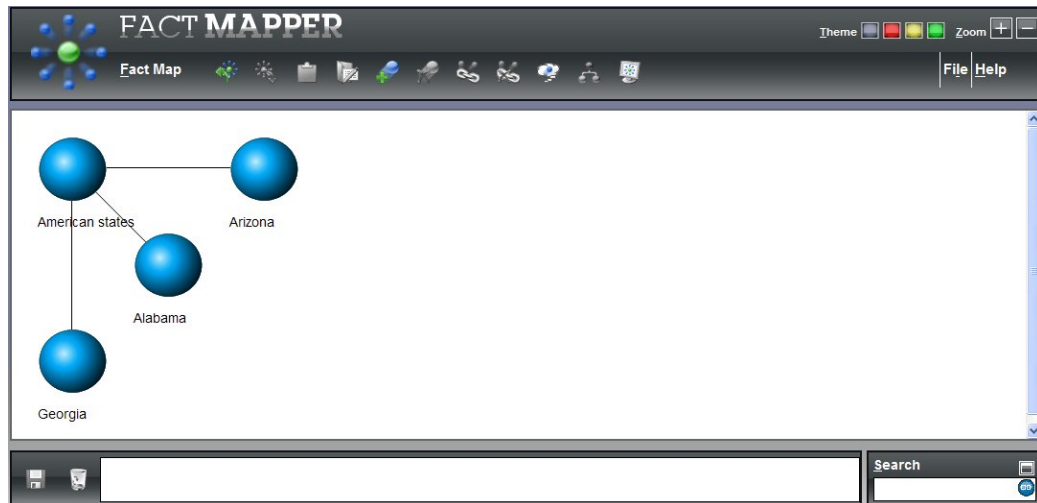 FACT MAPPER
Theme Zoom
Fact Map
File Help
American states
Arizona
Alabama
Georgia
Search